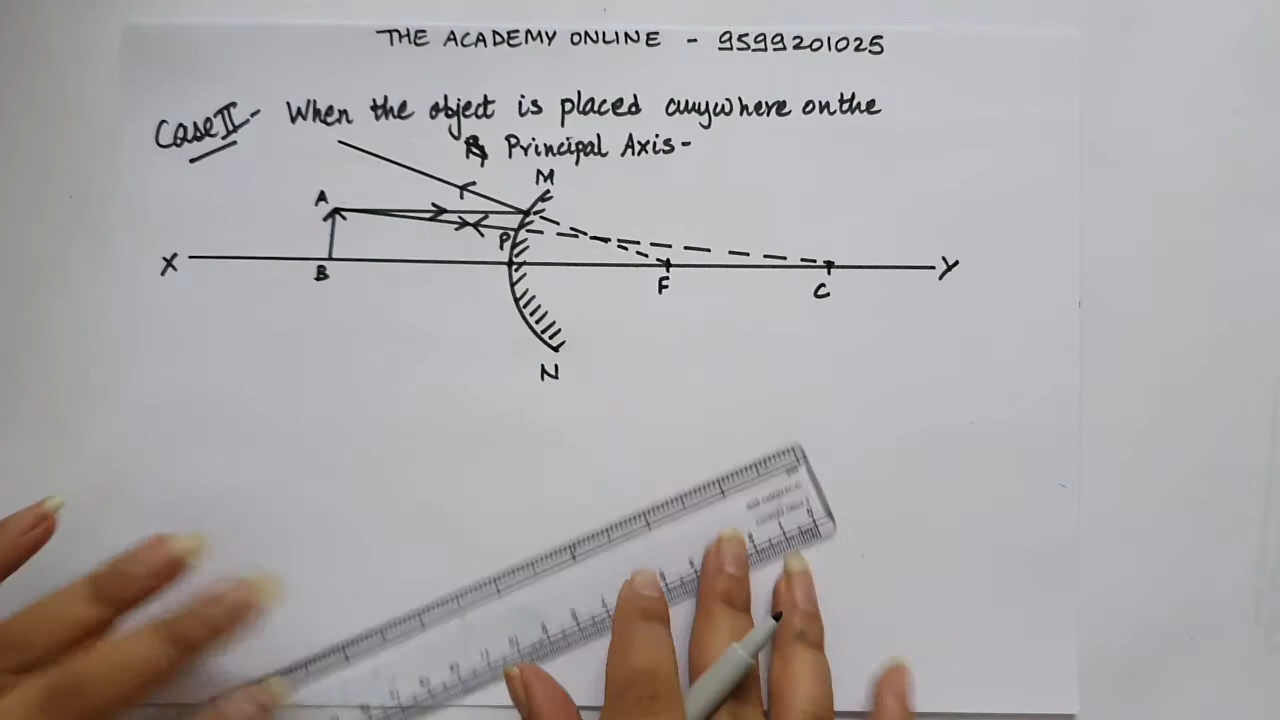 THE ACADEMY ONLINE - 9599201025
Case II - When the object is placed anywhere on the
Principal Axis -
M
A
P
X
B
F
C
Y
N